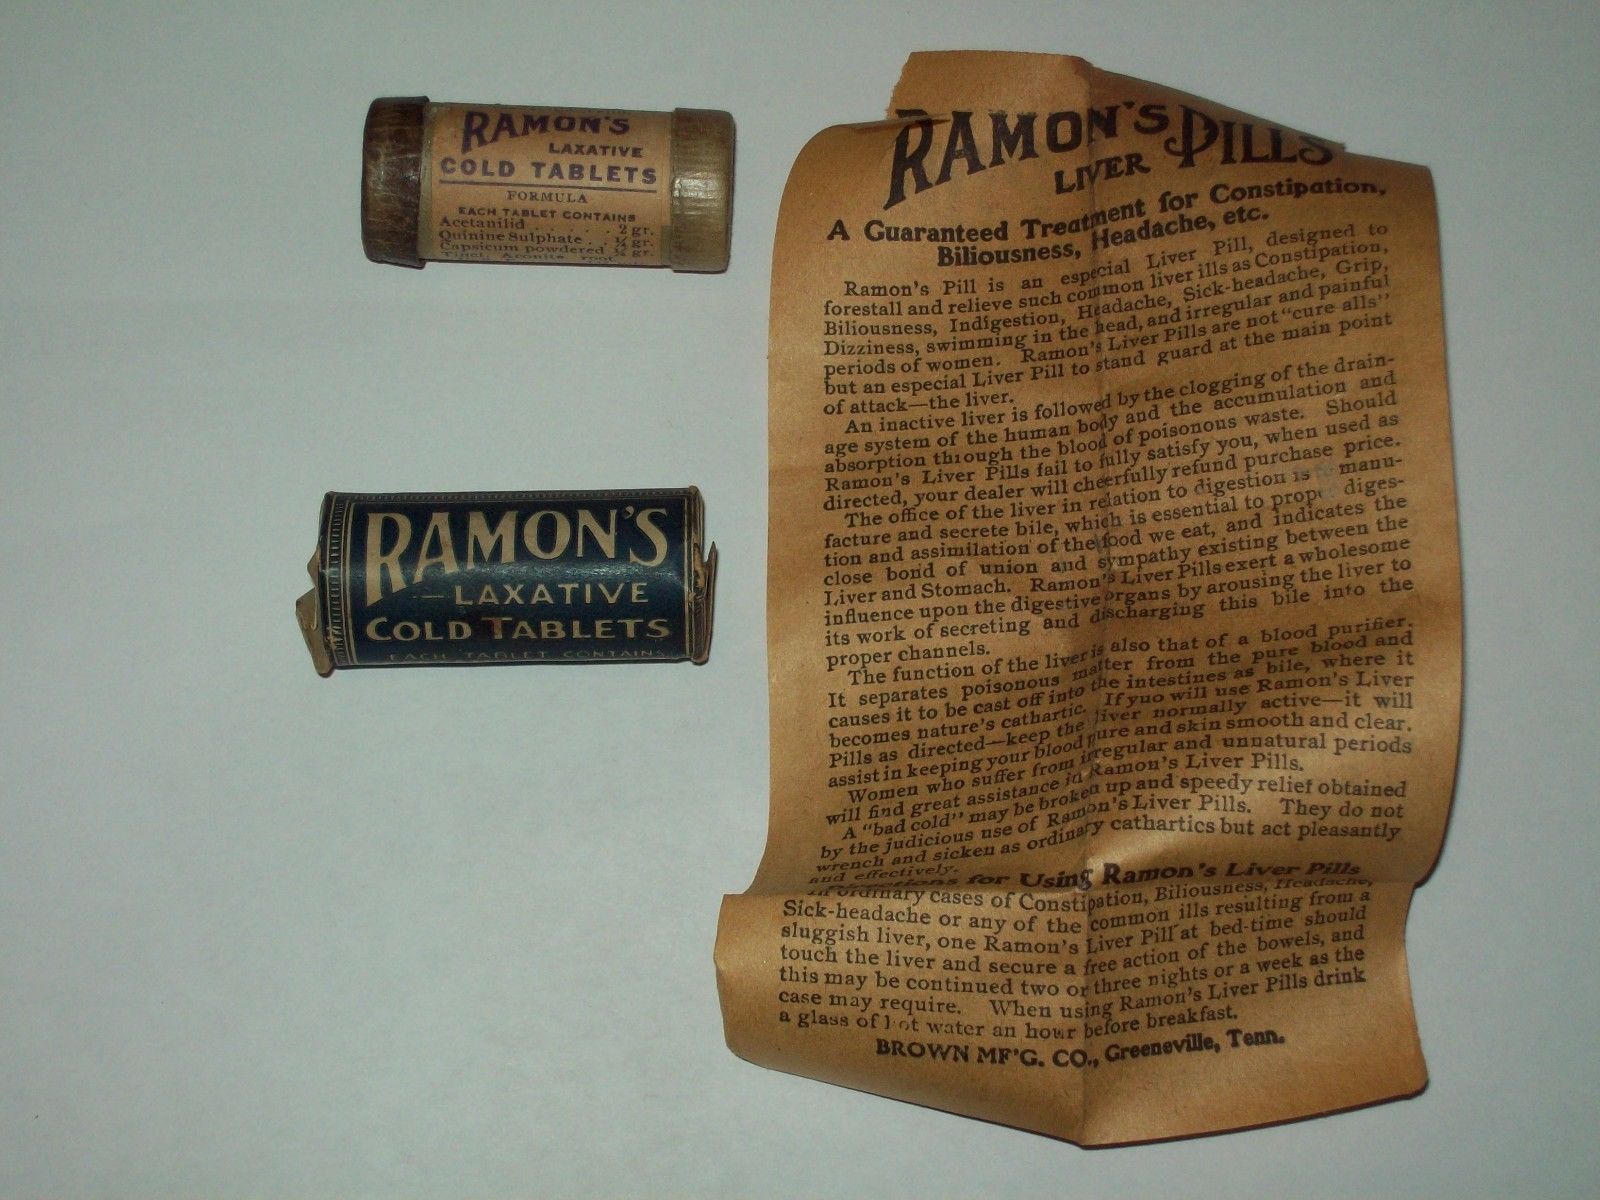 RAMON'S
LAXATIVE
COLD TABLETS
FORMULA
EACH TABLET CONTAINS
Acetanilid . . . . . 2 gr.
Quinine Sulphate . ¼ gr.
Capsicum powdered ¼ gr.
Tinct. Aconite root
RAMON'S
LAXATIVE
COLD TABLETS
EACH TABLET CONTAINS
RAMON'S PILLS
LIVER
A Guaranteed Treatment for Constipation,
Biliousness, Headache, etc.
Ramon's Pill is an especial Liver Pill, designed to
forestall and relieve such common liver ills as Constipation,
Biliousness, Indigestion, Headache, Sick-headache, Grip,
Dizziness, swimming in the head, and irregular and painful
periods of women. Ramon's Liver Pills are not "cure alls"
but an especial Liver Pill to stand guard at the main point
of attack—the liver.
An inactive liver is followed by the clogging of the drain-
age system of the human body and the accumulation and
absorption through the blood of poisonous waste. Should
Ramon's Liver Pills fail to fully satisfy you, when used as
directed, your dealer will cheerfully refund purchase price.
The office of the liver in relation to digestion is manu-
facture and secrete bile, which is essential to prop diges-
tion and assimilation of the food we eat, and indicates the
close bond of union and sympathy existing between the
Liver and Stomach. Ramon's Liver Pills exert a wholesome
influence upon the digestive organs by arousing the liver to
its work of secreting and discharging this bile into the
proper channels.
The function of the liver is also that of a blood purifier.
It separates poisonous matter from the pure blood and
causes it to be cast off into the intestines as bile, where it
becomes nature's cathartic. If yuo will use Ramon's Liver
Pills as directed—keep the liver normally active—it will
assist in keeping your blood pure and skin smooth and clear.
Women who suffer from irregular and unnatural periods
will find great assistance in Ramon's Liver Pills.
A "bad cold" may be broken up and speedy relief obtained
by the judicious use of Ramon's Liver Pills. They do not
wrench and sicken as ordinary cathartics but act pleasantly
and effectively.
Directions for Using Ramon's Liver Pills
In ordinary cases of Constipation, Biliousness, Headache,
Sick-headache or any of the common ills resulting from a
sluggish liver, one Ramon's Liver Pill at bed-time should
touch the liver and secure a free action of the bowels, and
this may be continued two or three nights or a week as the
case may require. When using Ramon's Liver Pills drink
a glass of hot water an hour before breakfast.
BROWN MF'G. CO., Greeneville, Tenn.